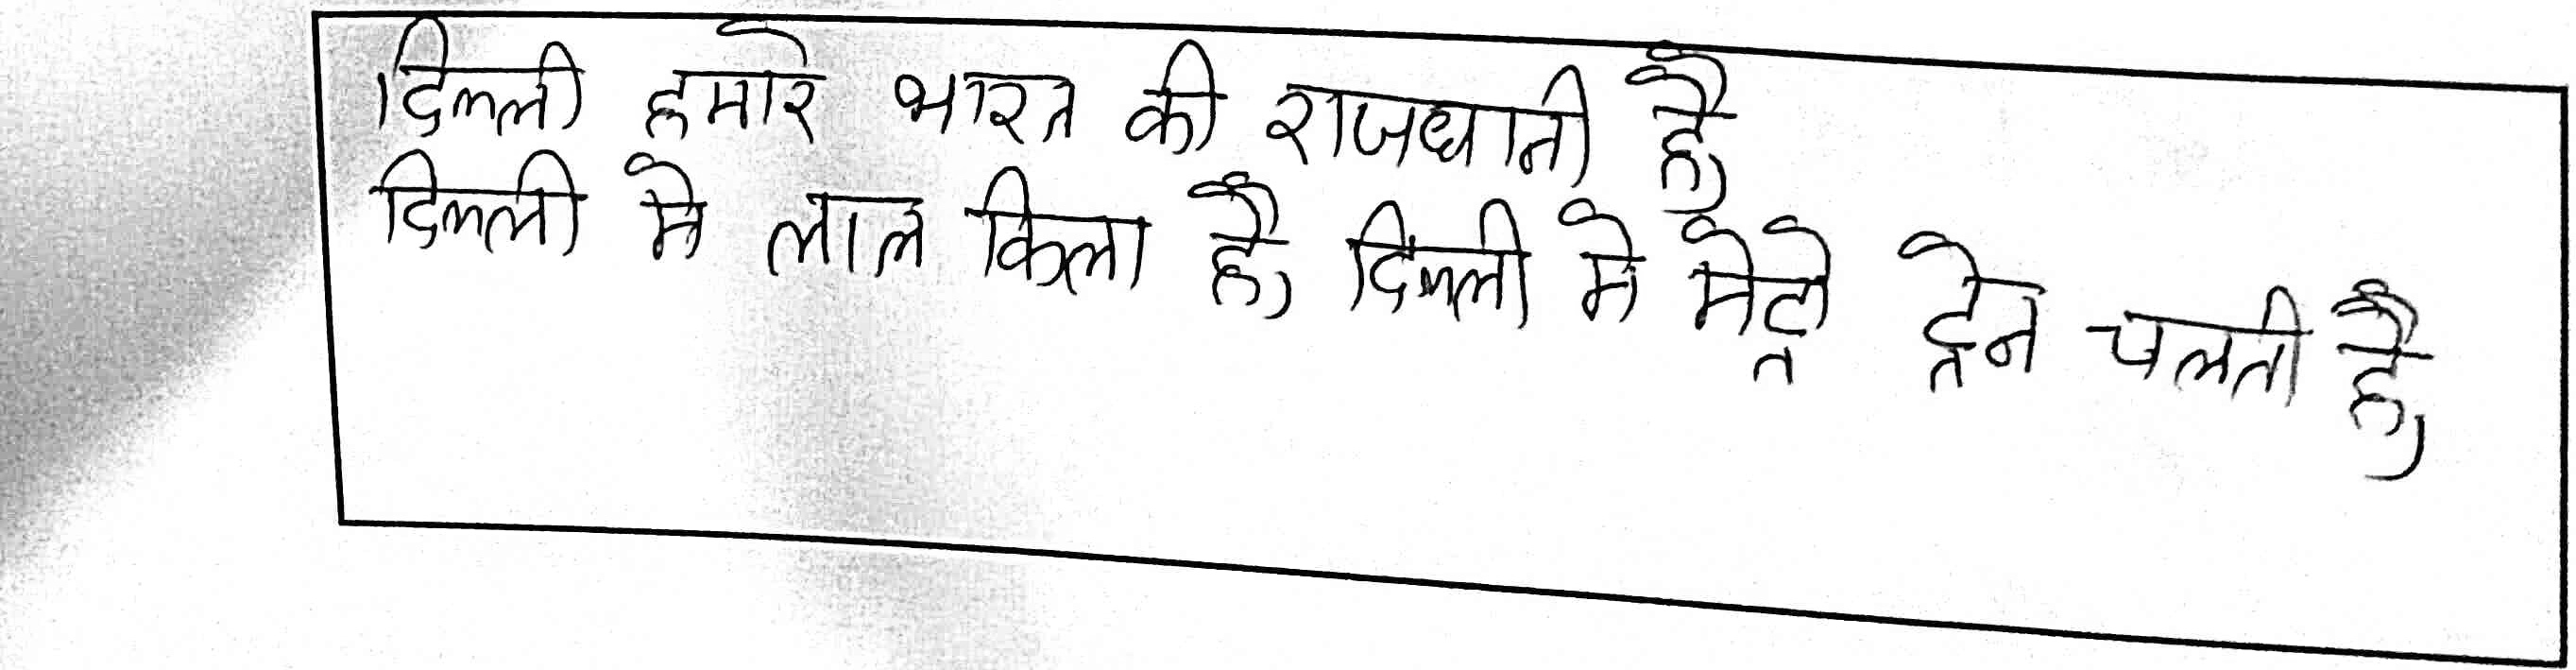 दिल्ली हमारे भारत की राजधानी है,
दिल्ली मे लाल किला है, दिल्ली मे मेट्रो ट्रेन चलती है,